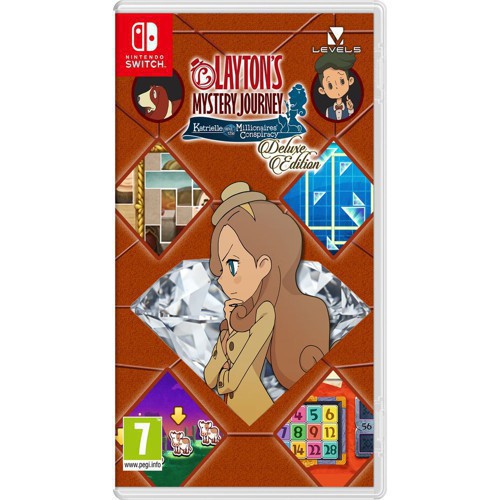 NINTENDO
SWITCH
LEVEL5
LAYTON'S
MYSTERY JOURNEY
Katrielle and the Millionaires'
Conspiracy
Deluxe
Edition
4 5 6
7 8 9 22 56
14 22 28
7
www.pegi.info